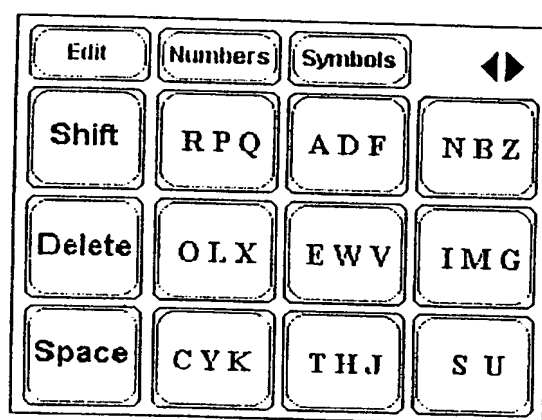 Edit Numbers Symbols
Shift RPQ ADF NBZ
Delete OLX EWV IMG
Space CYK THJ SU